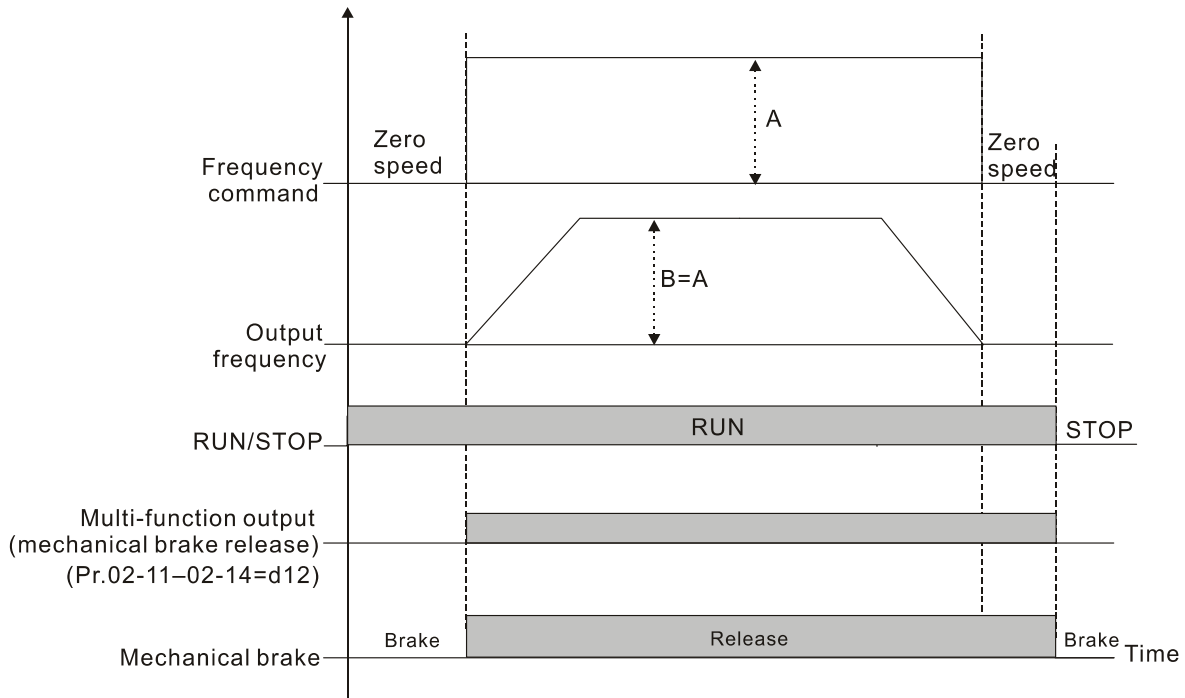 A
Zero
speed
Zero
speed
Frequency
command
B=A
Output
frequency
RUN
STOP
RUN/STOP
Multi-function output
(mechanical brake release)
(Pr.02-11–02-14=d12)
Brake
Release
Brake
Time
Mechanical brake